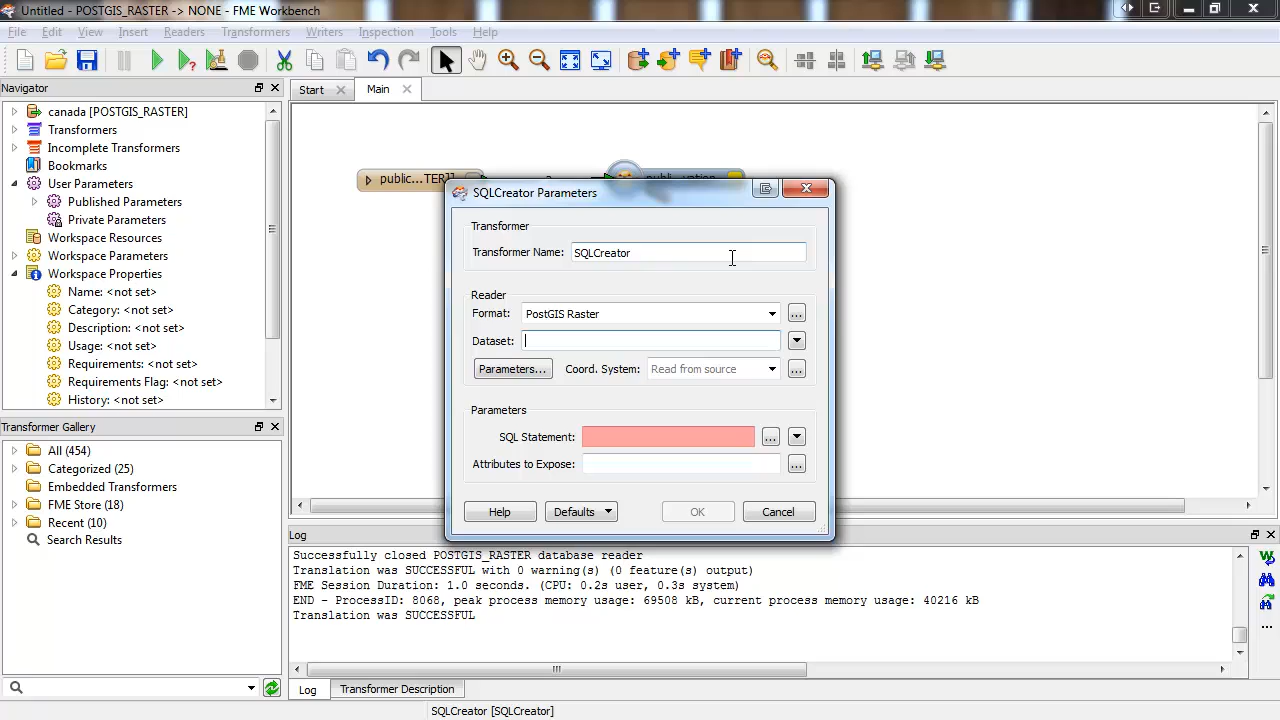 Untitled - POSTGIS_RASTER -> NONE - FME Workbench
File Edit View Insert Readers Transformers Writers Inspection Tools Help
Navigator
canada [POSTGIS_RASTER]
Transformers
Incomplete Transformers
Bookmarks
User Parameters
Published Parameters
Private Parameters
Workspace Resources
Workspace Parameters
Workspace Properties
Name: <not set>
Category: <not set>
Description: <not set>
Usage: <not set>
Requirements: <not set>
Requirements Flag: <not set>
History: <not set>
Transformer Gallery
All (454)
Categorized (25)
Embedded Transformers
FME Store (18)
Recent (10)
Search Results
Start
Main
SQLCreator Parameters
Transformer
Transformer Name: SQLCreator
Reader
Format: PostGIS Raster
Dataset:
Parameters... Coord. System: Read from source
Parameters
SQL Statement:
Attributes to Expose:
Help Defaults OK Cancel
Log
Successfully closed POSTGIS_RASTER database reader
Translation was SUCCESSFUL with 0 warning(s) (0 feature(s) output)
FME Session Duration: 1.0 seconds. (CPU: 0.2s user, 0.3s system)
END - ProcessID: 8068, peak process memory usage: 69508 kB, current process memory usage: 40216 kB
Translation was SUCCESSFUL
Log Transformer Description
SQLCreator [SQLCreator]